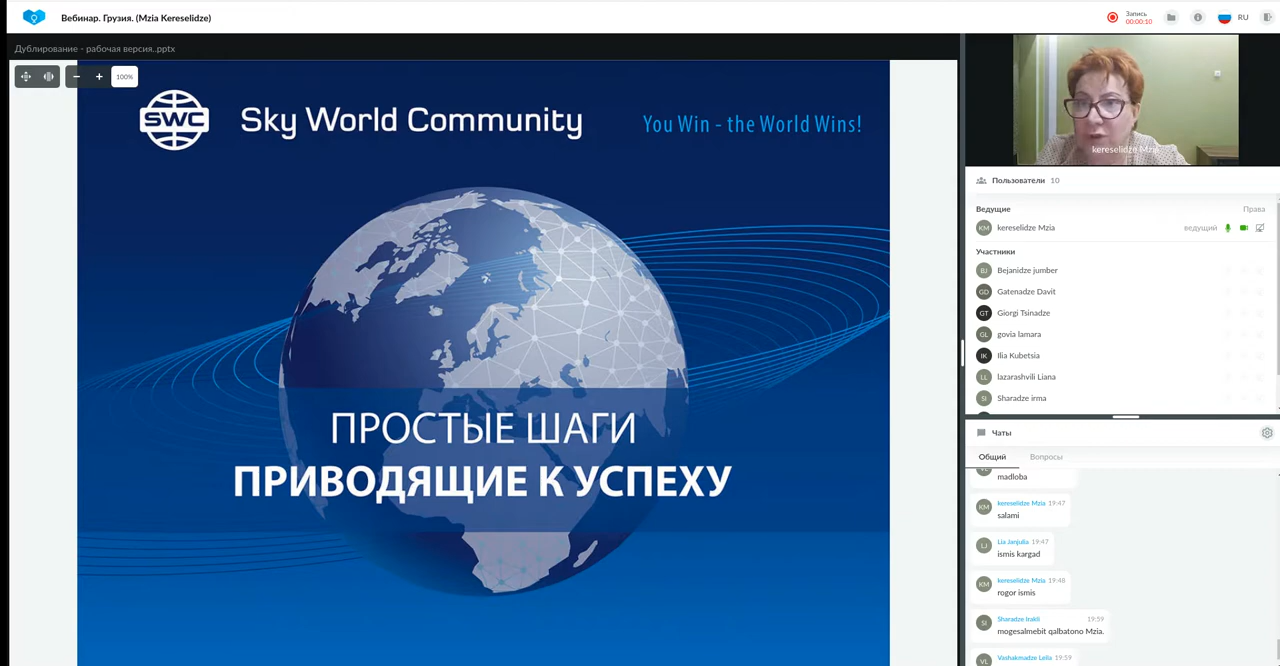 Вебинар. Грузия. (Mzia Kereselidze)
Запись
00:00:10
RU
Дублирование - рабочая версия..pptx
100%
SWC
Sky World Community
You Win - the World Wins!
ПРОСТЫЕ ШАГИ
ПРИВОДЯЩИЕ К УСПЕХУ
kereselidze Mzia
Пользователи 10
Ведущие Права
KM kereselidze Mzia ведущий
Участники
BJ Bejanidze jumber
GD Gatenadze Davit
GT Giorgi Tsinadze
GL govia lamara
IK Ilia Kubetsia
LL lazarashvili Liana
SI Sharadze irma
Чаты
Общий Вопросы
VL madloba
KM kereselidze Mzia 19:47
salami
LJ Lia Janjulia 19:47
ismis kargad
KM kereselidze Mzia 19:48
rogor ismis
SI Sharadze Irakli 19:59
mogesalmebit qalbatono Mzia.
VL Vashakmadze Leila 19:59